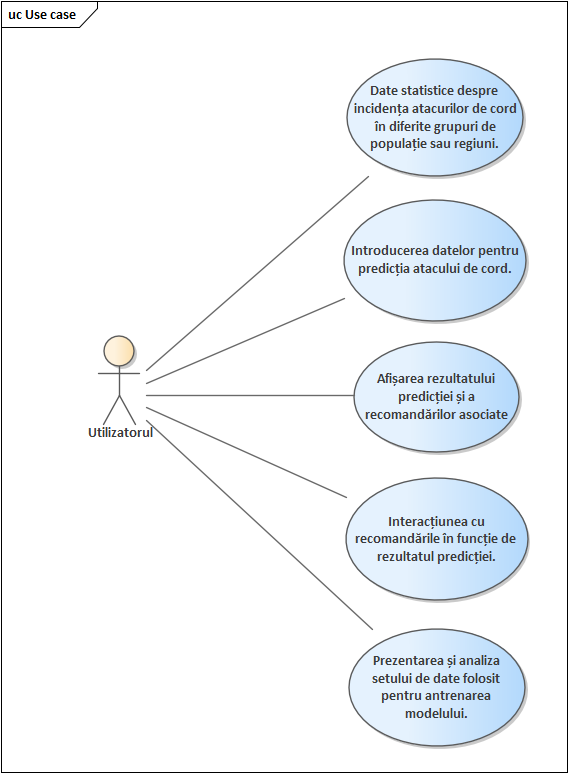 uc Use case
Date statistice despre
incidența atacurilor de cord
în diferite grupuri de
populație sau regiuni.
Introducerea datelor pentru
predicția atacului de cord.
Afișarea rezultatului
predicției și a
recomandărilor asociate
Utilizatorul
Interacțiunea cu
recomandările în funcție de
rezultatul predicției.
Prezentarea și analiza
setului de date folosit
pentru antrenarea
modelului.